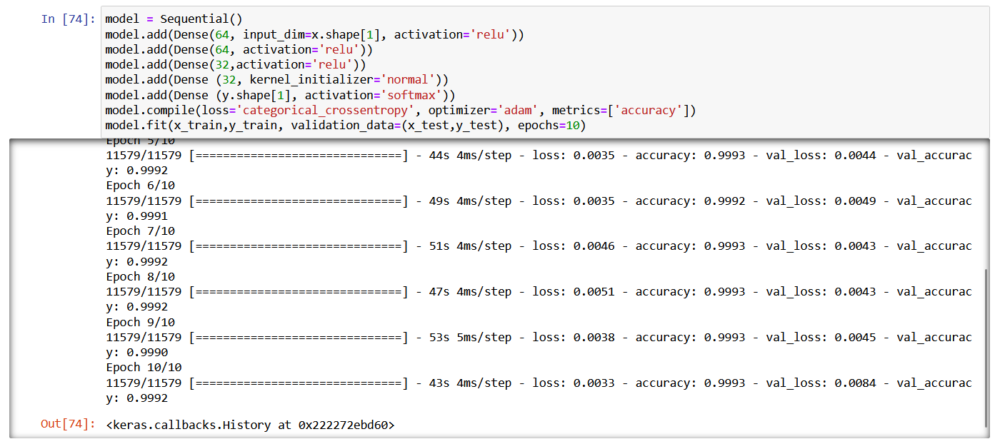 In [74]: model = Sequential()
model.add(Dense(64, input_dim=x.shape[1], activation='relu'))
model.add(Dense(64, activation='relu'))
model.add(Dense(32,activation='relu'))
model.add(Dense (32, kernel_initializer='normal'))
model.add(Dense (y.shape[1], activation='softmax'))
model.compile(loss='categorical_crossentropy', optimizer='adam', metrics=['accuracy'])
model.fit(x_train,y_train, validation_data=(x_test,y_test), epochs=10)
Epoch 5/10
11579/11579 [==============================] - 44s 4ms/step - loss: 0.0035 - accuracy: 0.9993 - val_loss: 0.0044 - val_accurac
y: 0.9992
Epoch 6/10
11579/11579 [==============================] - 49s 4ms/step - loss: 0.0035 - accuracy: 0.9992 - val_loss: 0.0049 - val_accurac
y: 0.9991
Epoch 7/10
11579/11579 [==============================] - 51s 4ms/step - loss: 0.0046 - accuracy: 0.9993 - val_loss: 0.0043 - val_accurac
y: 0.9992
Epoch 8/10
11579/11579 [==============================] - 47s 4ms/step - loss: 0.0051 - accuracy: 0.9993 - val_loss: 0.0043 - val_accurac
y: 0.9992
Epoch 9/10
11579/11579 [==============================] - 53s 5ms/step - loss: 0.0038 - accuracy: 0.9993 - val_loss: 0.0045 - val_accurac
y: 0.9990
Epoch 10/10
11579/11579 [==============================] - 43s 4ms/step - loss: 0.0033 - accuracy: 0.9993 - val_loss: 0.0084 - val_accurac
y: 0.9992
Out[74]: <keras.callbacks.History at 0x222272ebd60>